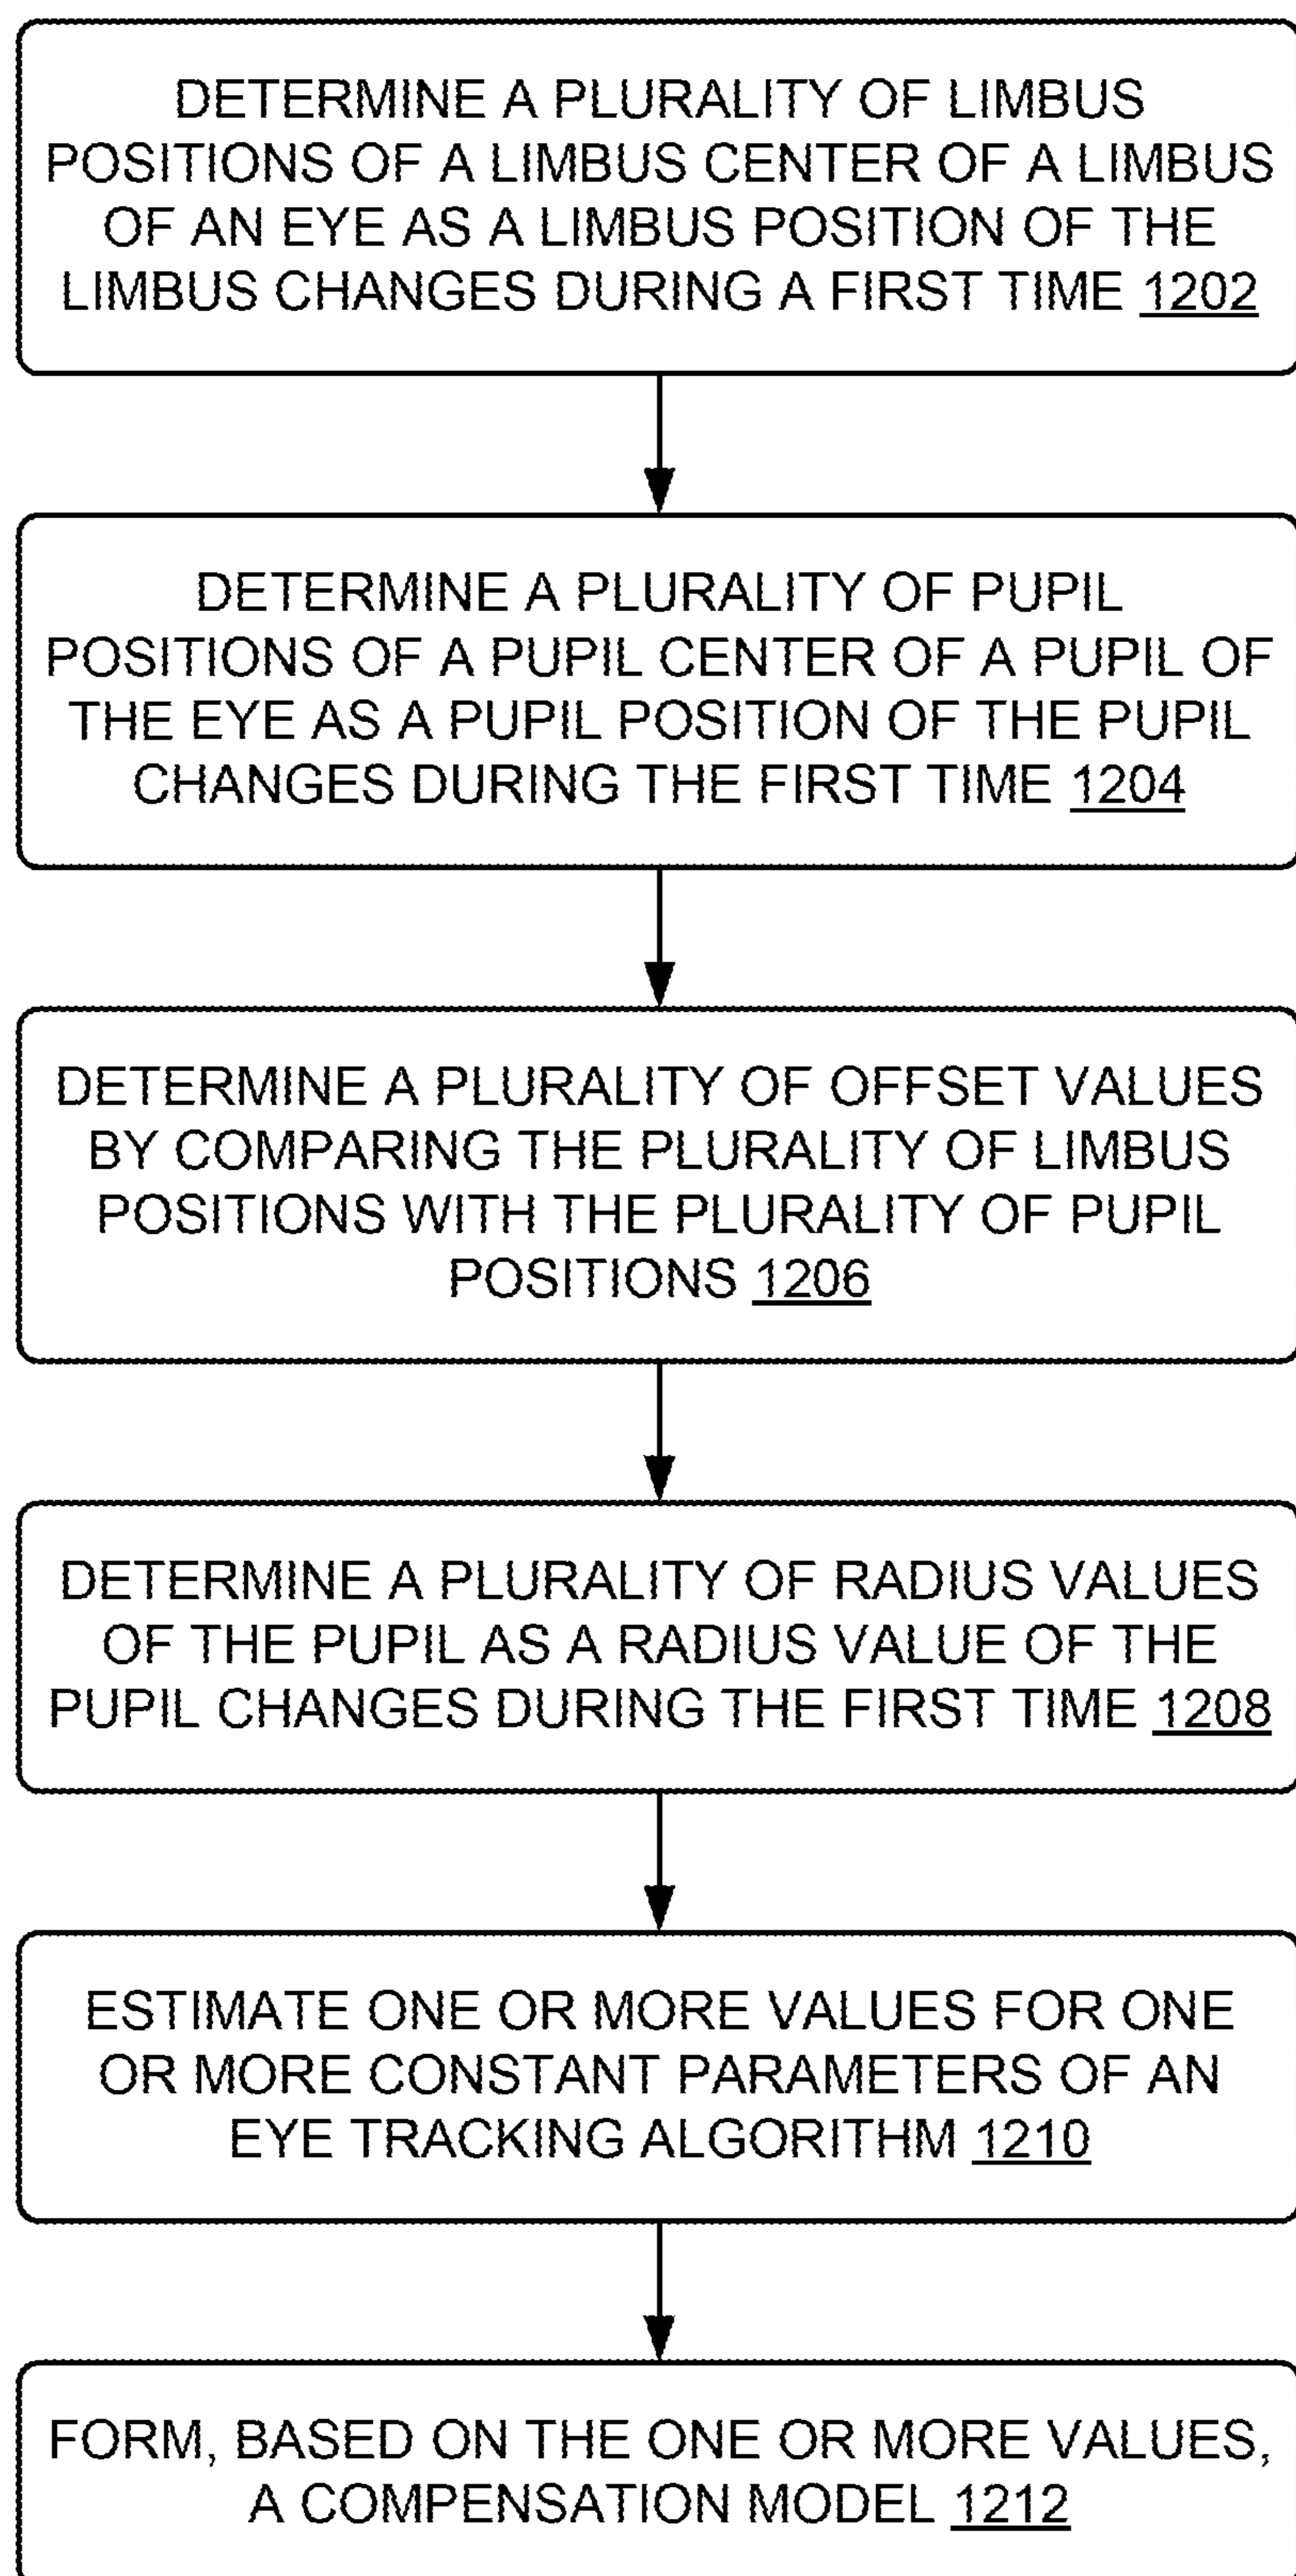 DETERMINE A PLURALITY OF LIMBUS
POSITIONS OF A LIMBUS CENTER OF A LIMBUS
OF AN EYE AS A LIMBUS POSITION OF THE
LIMBUS CHANGES DURING A FIRST TIME 1202
DETERMINE A PLURALITY OF PUPIL
POSITIONS OF A PUPIL CENTER OF A PUPIL OF
THE EYE AS A PUPIL POSITION OF THE PUPIL
CHANGES DURING THE FIRST TIME 1204
DETERMINE A PLURALITY OF OFFSET VALUES
BY COMPARING THE PLURALITY OF LIMBUS
POSITIONS WITH THE PLURALITY OF PUPIL
POSITIONS 1206
DETERMINE A PLURALITY OF RADIUS VALUES
OF THE PUPIL AS A RADIUS VALUE OF THE
PUPIL CHANGES DURING THE FIRST TIME 1208
ESTIMATE ONE OR MORE VALUES FOR ONE
OR MORE CONSTANT PARAMETERS OF AN
EYE TRACKING ALGORITHM 1210
FORM, BASED ON THE ONE OR MORE VALUES,
A COMPENSATION MODEL 1212